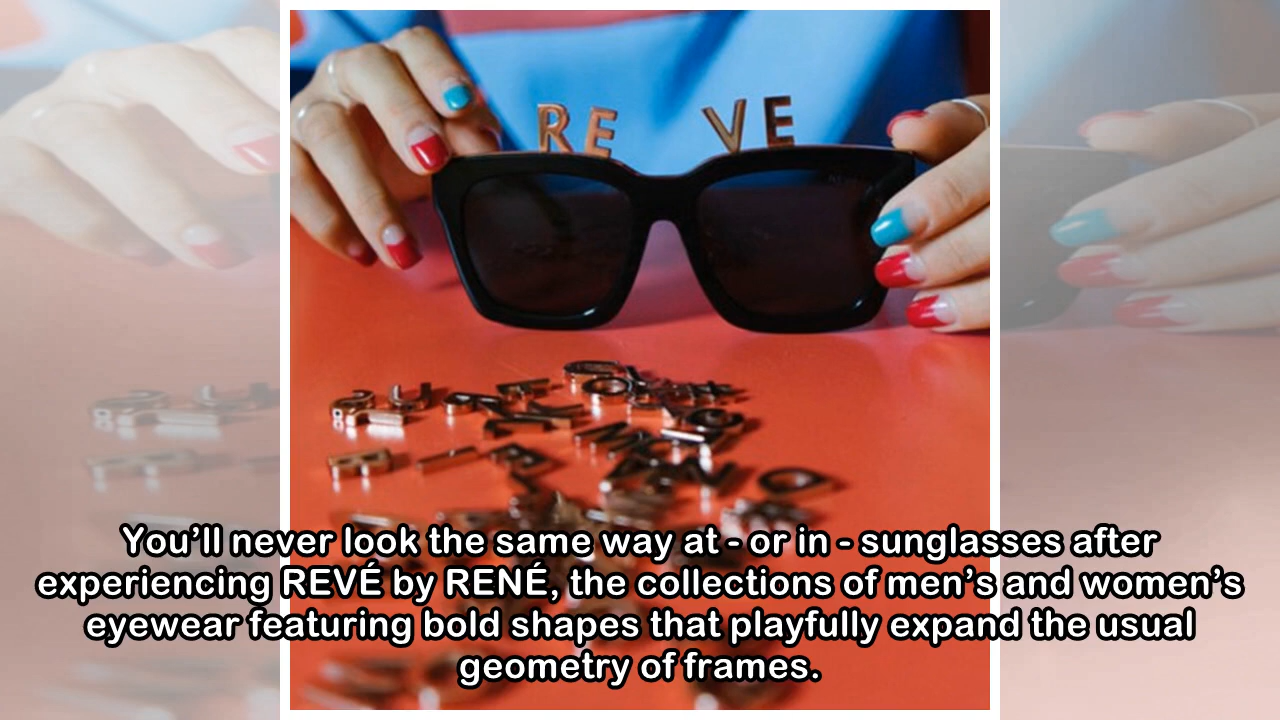 RE VE
You’ll never look the same way at - or in - sunglasses after
experiencing REVÉ by RENÉ, the collections of men’s and women’s
eyewear featuring bold shapes that playfully expand the usual
geometry of frames.